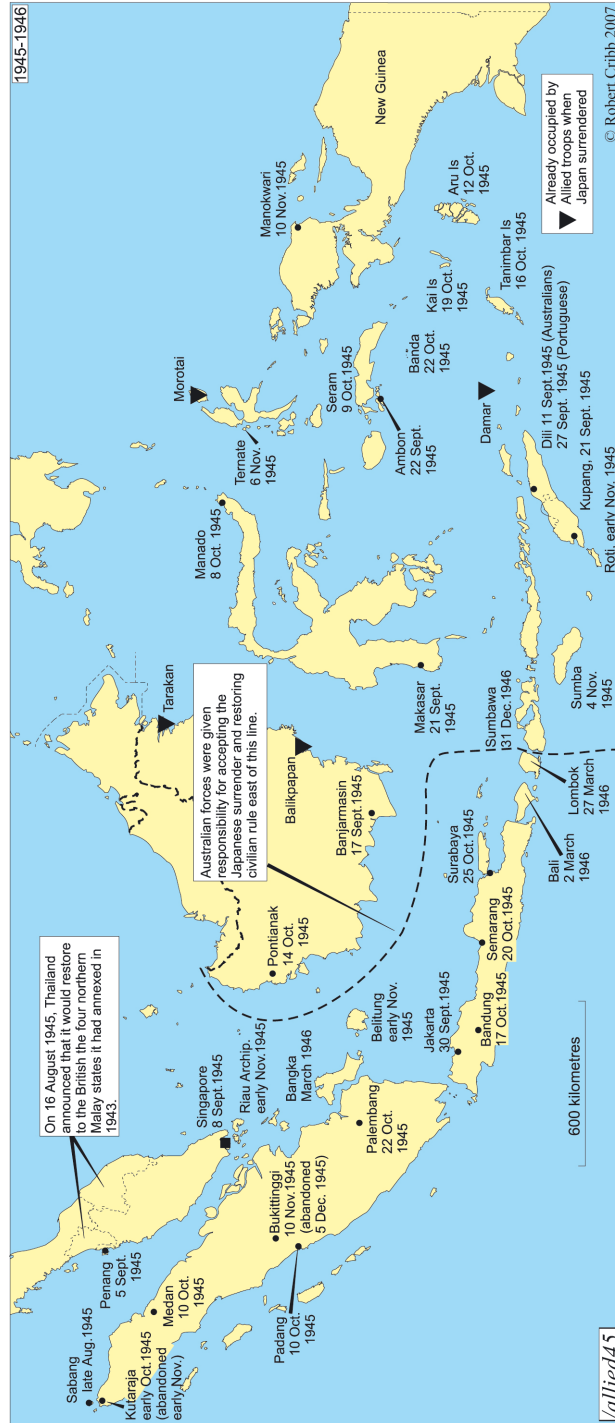 1945-1946
On 16 August 1945, Thailand
announced that it would restore
to the British the four northern
Malay states it had annexed in
1943.
Sabang
late Aug.1945
Kutaraja
early Oct.1945
(abandoned
early Nov.)
Penang
5 Sept.
1945
Medan
10 Oct.
1945
Singapore
8 Sept.1945
Riau Archip.
early Nov.1945
Bangka
March 1946
Bukittinggi
10 Nov.1945
(abandoned
5 Dec. 1945)
Padang
10 Oct.
1945
Palembang
22 Oct.
1945
Belitung
early Nov.
1945
Pontianak
14 Oct.
1945
Australian forces were given
responsibility for accepting the
Japanese surrender and restoring
civilian rule east of this line.
Tarakan
Balikpapan
Banjarmasin
17 Sept.1945
Jakarta
30 Sept.1945
Bandung
17 Oct.1945
Semarang
20 Oct.1945
Surabaya
25 Oct.1945
Bali
2 March
1946
Lombok
27 March
1946
Sumbawa
31 Dec.1946
Sumba
4 Nov.
1945
Makasar
21 Sept.
1945
Manado
8 Oct. 1945
Morotai
Ternate
6 Nov.
1945
Seram
9 Oct.1945
Ambon
22 Sept.
1945
Banda
22 Oct.
1945
Manokwari
10 Nov.1945
New Guinea
Kai Is
19 Oct.
1945
Aru Is
12 Oct.
1945
Tanimbar Is
16 Oct. 1945
Damar
Dili 11 Sept.1945 (Australians)
27 Sept. 1945 (Portuguese)
Kupang, 21 Sept. 1945
Roti, early Nov. 1945
600 kilometres
Already occupied by
Allied troops when
Japan surrendered
/allied45
© Robert Cribb 2007